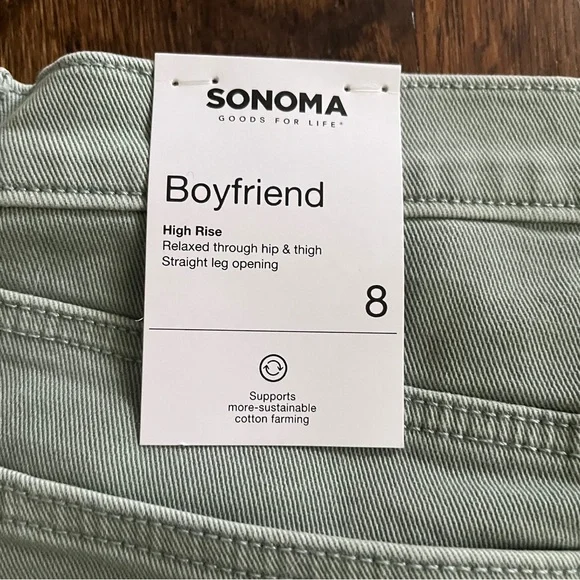 SONOMA
GOODS FOR LIFE®
Boyfriend
High Rise
Relaxed through hip & thigh
Straight leg opening
8
Supports
more-sustainable
cotton farming